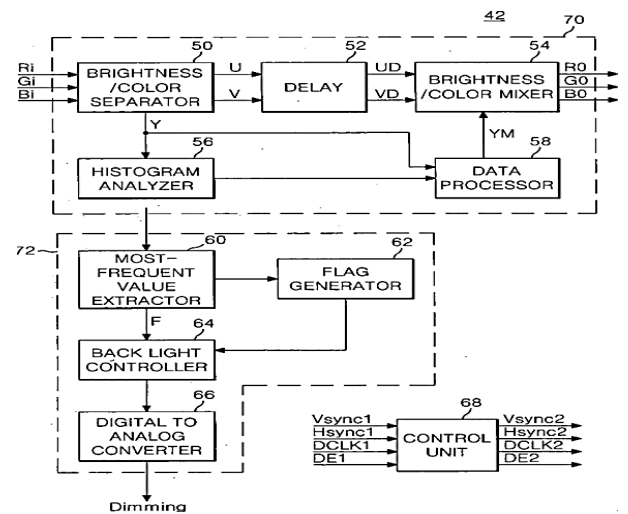 42
70
50
52
54
Ri
Gi
Bi
BRIGHTNESS
/COLOR
SEPARATOR
U
V
DELAY
UD
VD
BRIGHTNESS
/COLOR MIXER
R0
G0
B0
Y
YM
56
58
HISTOGRAM
ANALYZER
DATA
PROCESSOR
72
60
62
MOST-
FREQUENT
VALUE
EXTRACTOR
FLAG
GENERATOR
F
64
BACK LIGHT
CONTROLLER
66
DIGITAL TO
ANALOG
CONVERTER
Dimming
68
Vsync1
Hsync1
DCLK1
DE1
CONTROL
UNIT
Vsync2
Hsync2
DCLK2
DE2